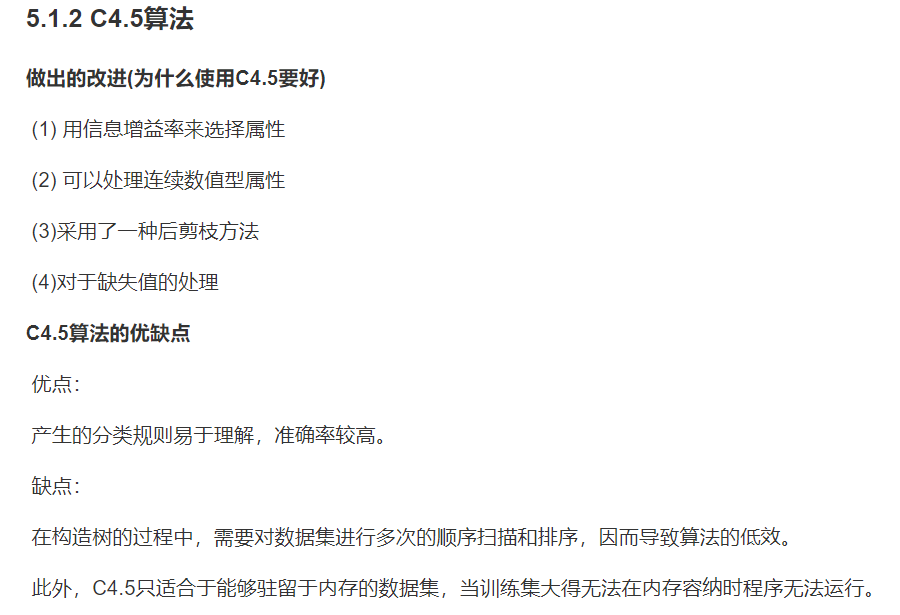 5.1.2 C4.5算法
做出的改进(为什么使用C4.5要好)
(1) 用信息增益率来选择属性
(2) 可以处理连续数值型属性
(3)采用了一种后剪枝方法
(4)对于缺失值的处理
C4.5算法的优缺点
优点：
产生的分类规则易于理解，准确率较高。
缺点：
在构造树的过程中，需要对数据集进行多次的顺序扫描和排序，因而导致算法的低效。
此外，C4.5只适合于能够驻留于内存的数据集，当训练集大得无法在内存容纳时程序无法运行。